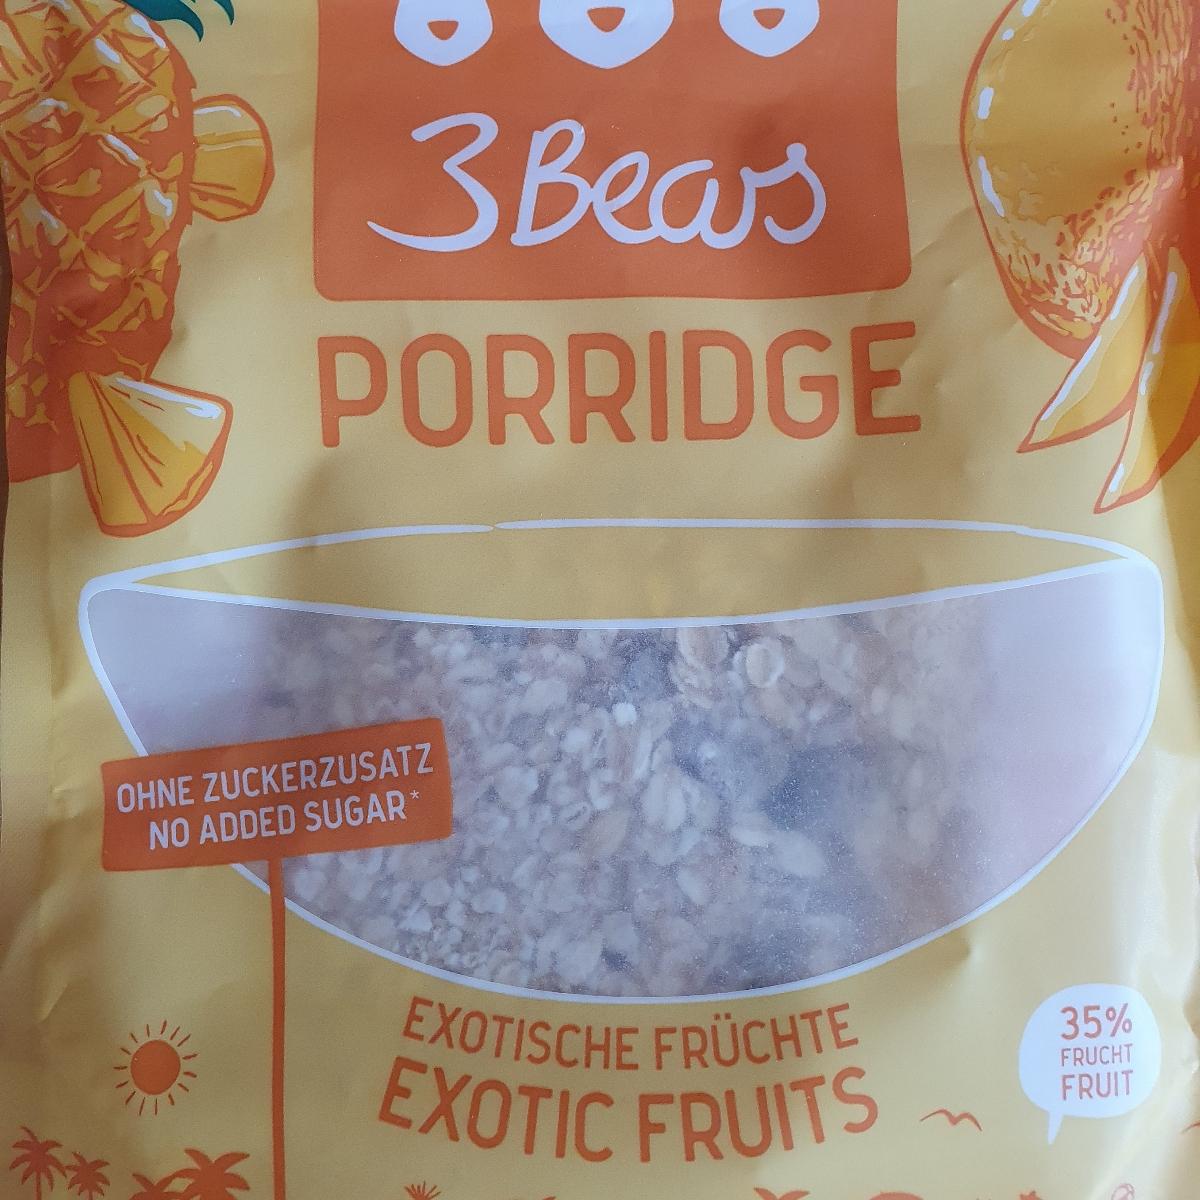 3Bears
PORRIDGE
OHNE ZUCKERZUSATZ
NO ADDED SUGAR*
EXOTISCHE FRÜCHTE
EXOTIC FRUITS
35%
FRUCHT
FRUIT